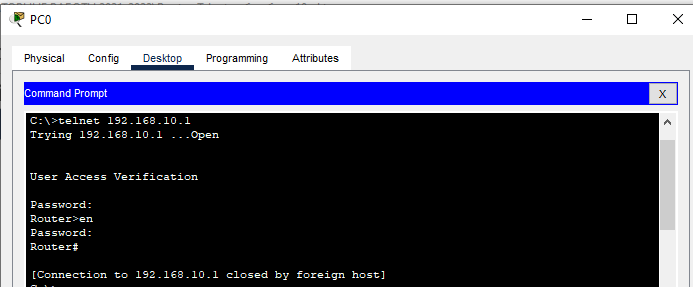 PC0
Physical Config Desktop Programming Attributes
Command Prompt X
C:\>telnet 192.168.10.1
Trying 192.168.10.1 ...Open
User Access Verification
Password:
Router>en
Password:
Router#
[Connection to 192.168.10.1 closed by foreign host]